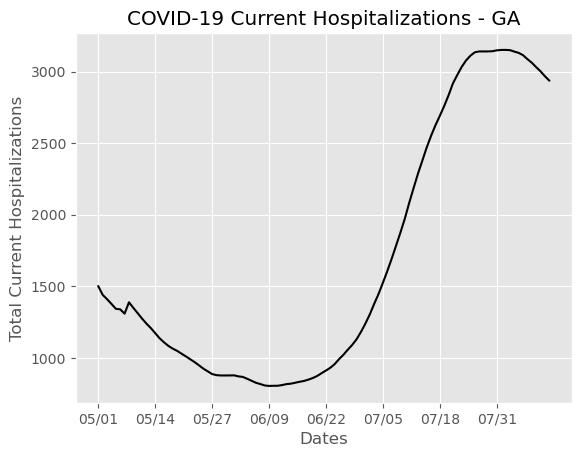 COVID-19 Current Hospitalizations - GA
Total Current Hospitalizations
3000
2500
2000
1500
1000
05/01 05/14 05/27 06/09 06/22 07/05 07/18 07/31
Dates